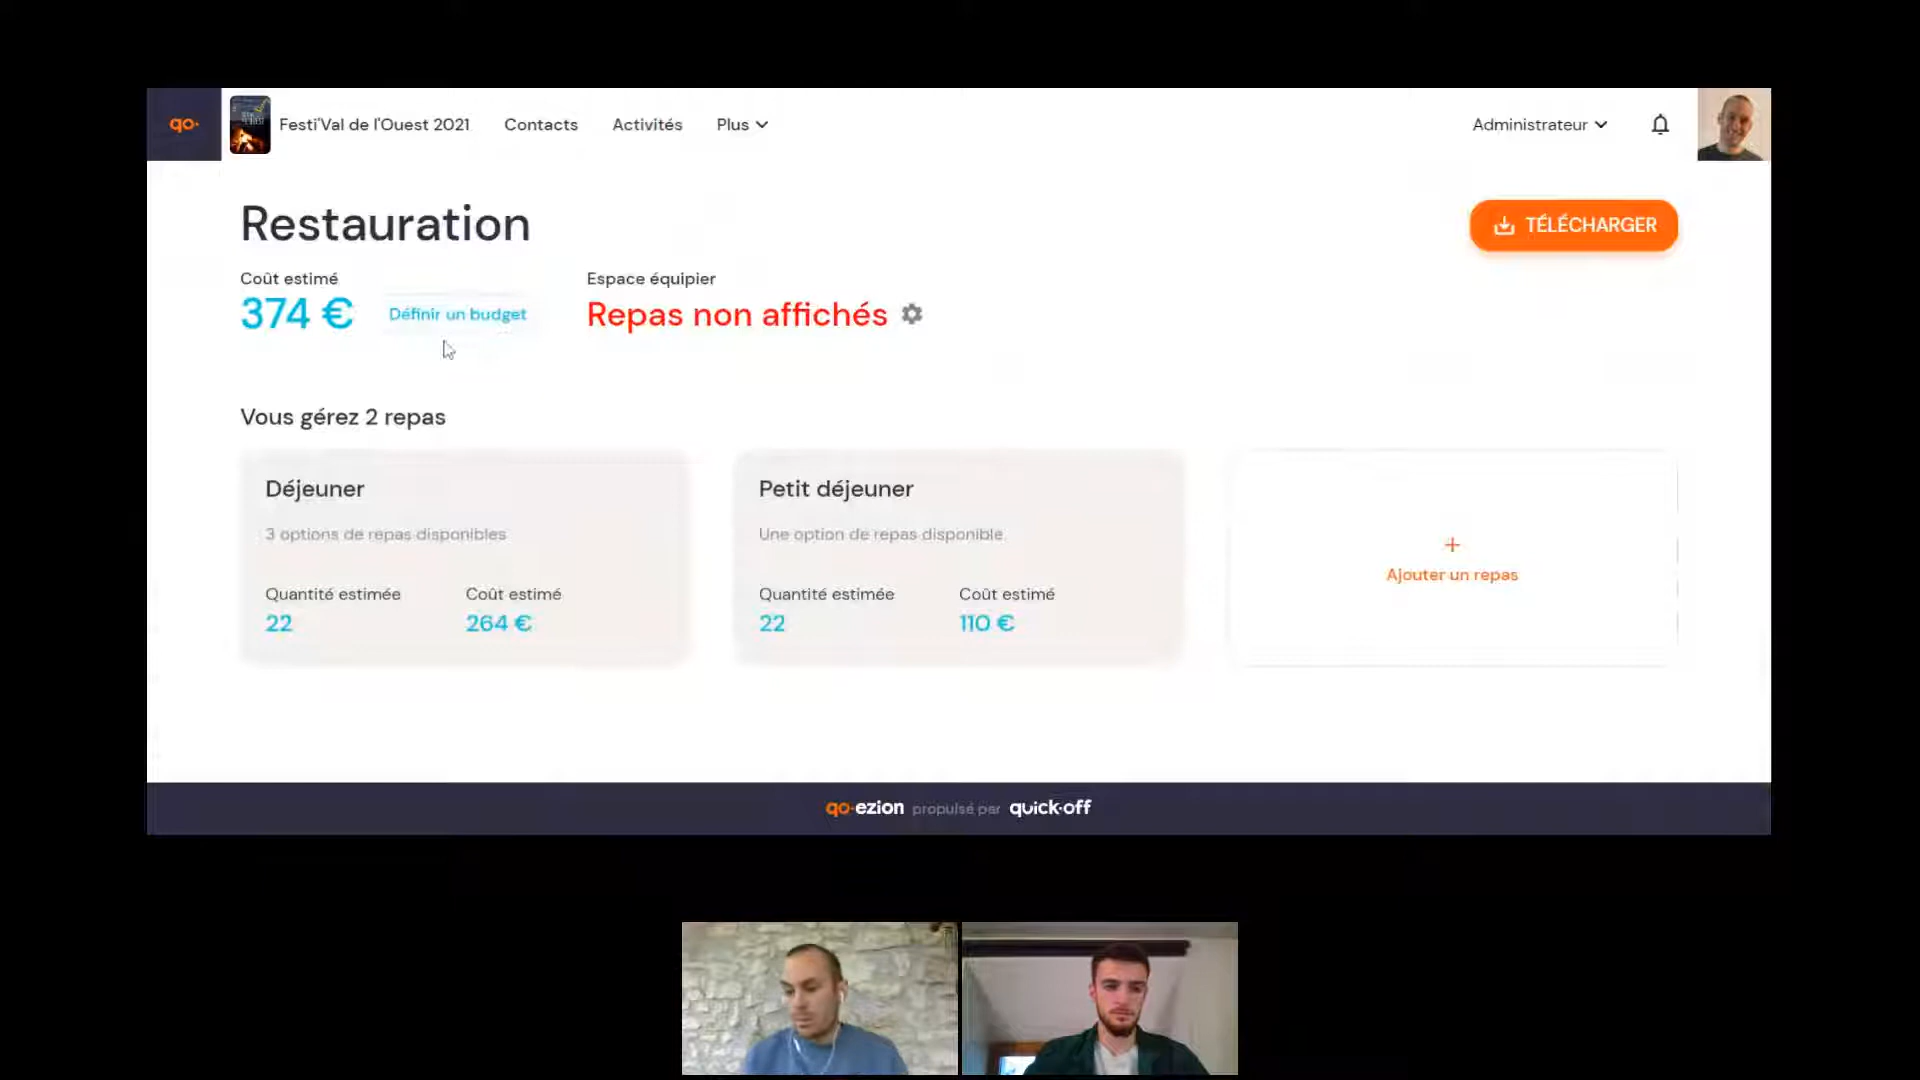 qo·
Festi'Val de l'Ouest 2021
Contacts
Activités
Plus
Administrateur
Restauration
TÉLÉCHARGER
Coût estimé
374 €
Définir un budget
Espace équipier
Repas non affichés
Vous gérez 2 repas
Déjeuner
3 options de repas disponibles
Quantité estimée
Coût estimé
22
264 €
Petit déjeuner
Une option de repas disponible
Quantité estimée
Coût estimé
22
110 €
+
Ajouter un repas
qo·ezion propulsé par quick·off